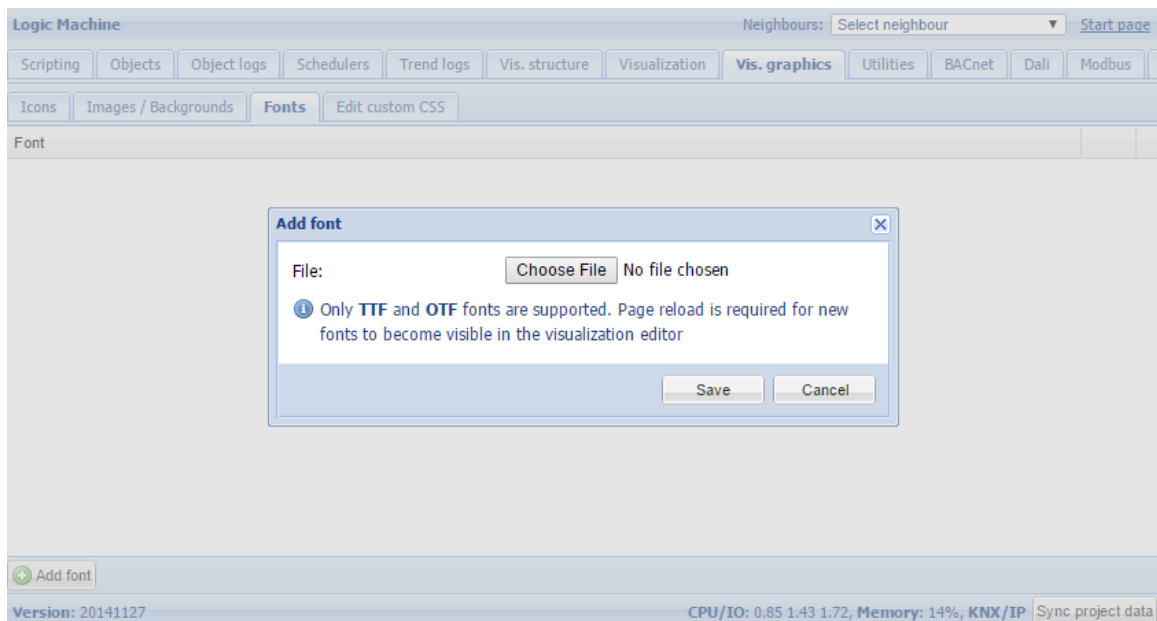 Logic Machine Neighbours: Select neighbour Start page
Scripting Objects Object logs Schedulers Trend logs Vis. structure Visualization Vis. graphics Utilities BACnet Dali Modbus
Icons Images / Backgrounds Fonts Edit custom CSS
Font
Add font
File: Choose File No file chosen
Only TTF and OTF fonts are supported. Page reload is required for new
fonts to become visible in the visualization editor
Save Cancel
Add font
Version: 20141127 CPU/IO: 0.85 1.43 1.72, Memory: 14%, KNX/IP Sync project data